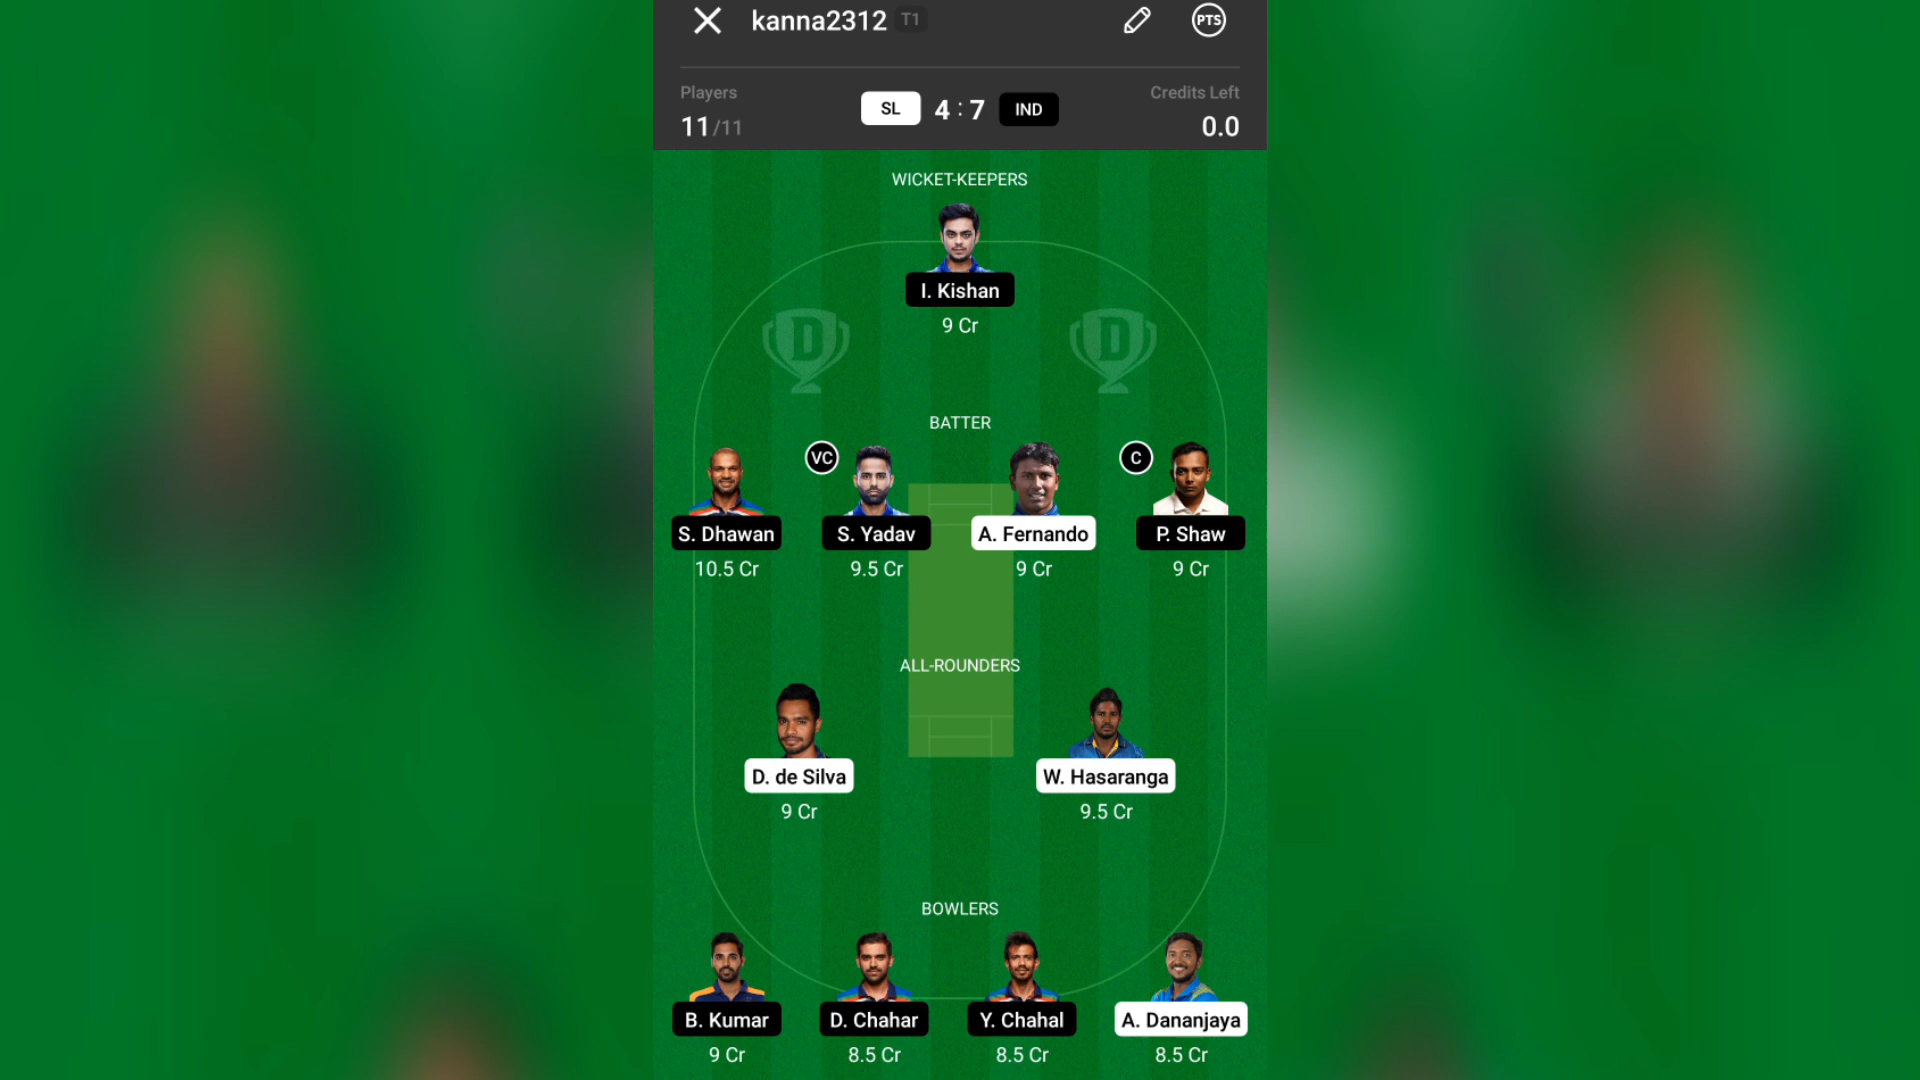 kanna2312 T1
PTS
Players
Credits Left
SL 4 : 7 IND
11/11
0.0
WICKET-KEEPERS
I. Kishan
9 Cr
D D
BATTER
VC C
S. Dhawan S. Yadav A. Fernando P. Shaw
10.5 Cr 9.5 Cr 9 Cr 9 Cr
ALL-ROUNDERS
D. de Silva W. Hasaranga
9 Cr 9.5 Cr
BOWLERS
B. Kumar D. Chahar Y. Chahal A. Dananjaya
9 Cr 8.5 Cr 8.5 Cr 8.5 Cr